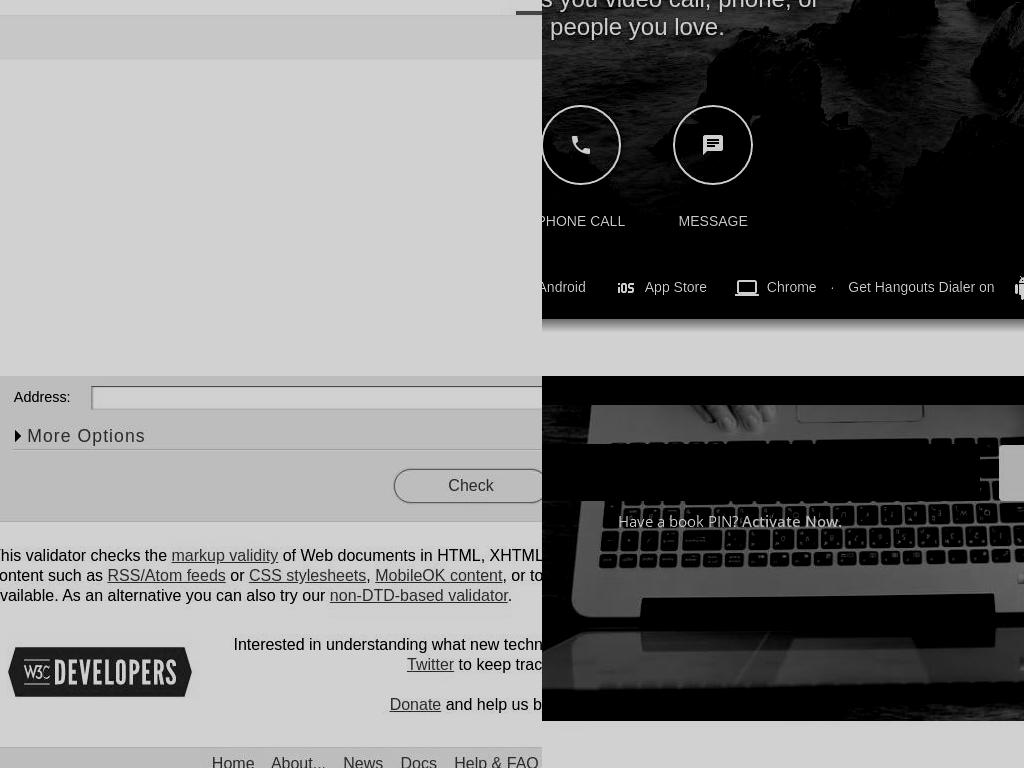 s you video call, phone, or
people you love.
PHONE CALL
MESSAGE
Android
iOS App Store
Chrome · Get Hangouts Dialer on
Address:
More Options
Check
his validator checks the markup validity of Web documents in HTML, XHTML
ontent such as RSS/Atom feeds or CSS stylesheets, MobileOK content, or to
vailable. As an alternative you can also try our non-DTD-based validator.
W3C DEVELOPERS
Interested in understanding what new techn
Twitter to keep trac
Donate and help us b
Home About... News Docs Help & FAQ
Have a book PIN? Activate Now.